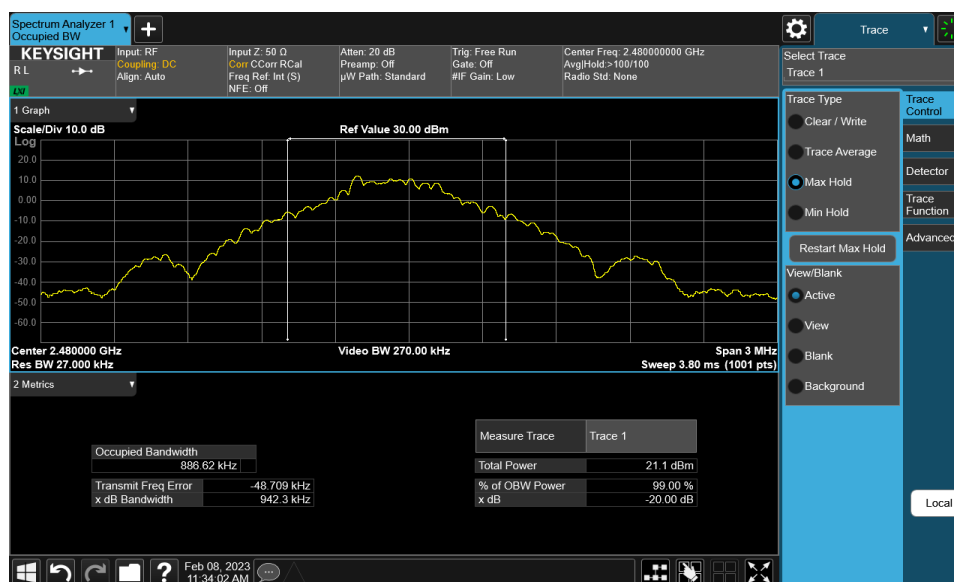 Spectrum Analyzer 1
Occupied BW
KEYSIGHT
R L
LXI
Input: RF
Coupling: DC
Align: Auto
Input Z: 50 Ω
Corr CCorr RCal
Freq Ref: Int (S)
NFE: Off
Atten: 20 dB
Preamp: Off
µW Path: Standard
Trig: Free Run
Gate: Off
#IF Gain: Low
Center Freq: 2.480000000 GHz
Avg|Hold:>100/100
Radio Std: None
1 Graph
Scale/Div 10.0 dB
Ref Value 30.00 dBm
Log
20.0
10.0
0.00
-10.0
-20.0
-30.0
-40.0
-50.0
-60.0
Center 2.480000 GHz
Video BW 270.00 kHz
Span 3 MHz
Res BW 27.000 kHz
Sweep 3.80 ms (1001 pts)
2 Metrics
Occupied Bandwidth
886.62 kHz
Transmit Freq Error -48.709 kHz
x dB Bandwidth 942.3 kHz
Measure Trace Trace 1
Total Power 21.1 dBm
% of OBW Power 99.00 %
x dB -20.00 dB
?
Feb 08, 2023
11:34:02 AM
Trace
Select Trace
Trace 1
Trace Type
Clear / Write
Trace Average
Max Hold
Min Hold
Restart Max Hold
View/Blank
Active
View
Blank
Background
Trace
Control
Math
Detector
Trace
Function
Advanced
Local